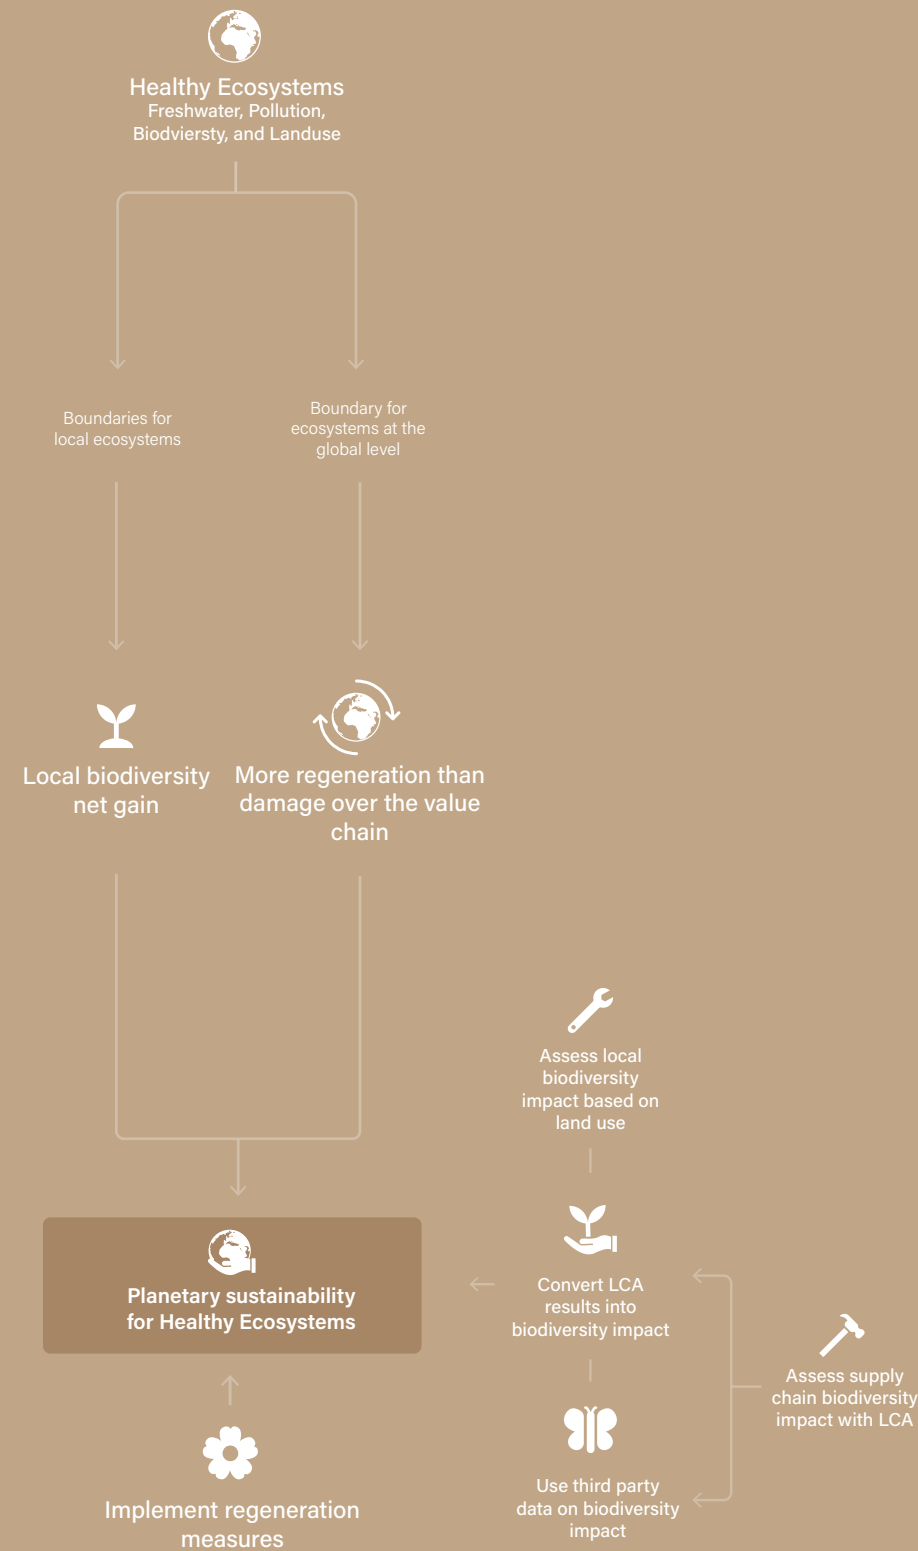 Healthy Ecosystems
Freshwater, Pollution,
Biodviersty, and Landuse
Boundaries for
local ecosystems
Boundary for
ecosystems at the
global level
Local biodiversity
net gain
More regeneration than
damage over the value
chain
Assess local
biodiversity
impact based on
land use
Planetary sustainability
for Healthy Ecosystems
Convert LCA
results into
biodiversity impact
Assess supply
chain biodiversity
impact with LCA
Implement regeneration
measures
Use third party
data on biodiversity
impact